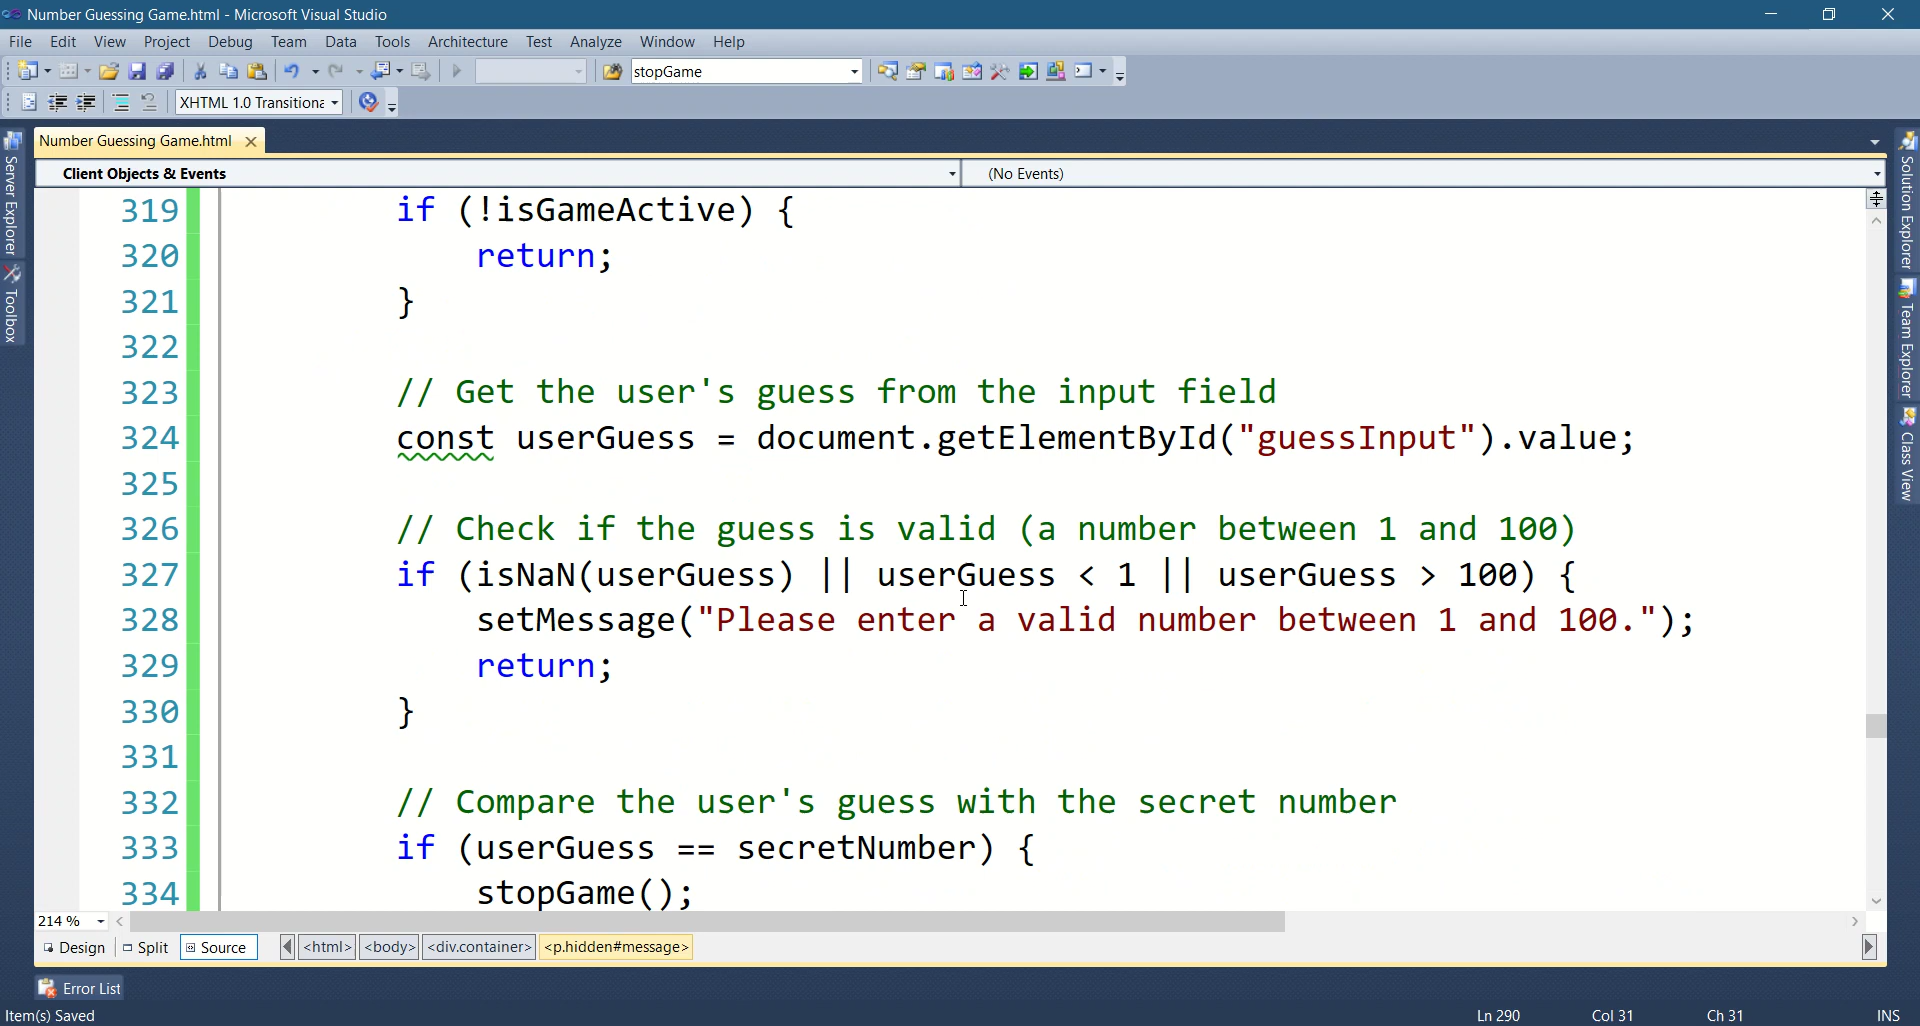 Number Guessing Game.html - Microsoft Visual Studio
File Edit View Project Debug Team Data Tools Architecture Test Analyze Window Help
stopGame
XHTML 1.0 Transitiona
Number Guessing Game.html
Client Objects & Events (No Events)
Server Explorer
Toolbox
Solution Explorer
Team Explorer
Class View
319 if (!isGameActive) {
320 return;
321 }
322
323 // Get the user's guess from the input field
324 const userGuess = document.getElementById("guessInput").value;
325
326 // Check if the guess is valid (a number between 1 and 100)
327 if (isNaN(userGuess) || userGuess < 1 || userGuess > 100) {
328 setMessage("Please enter a valid number between 1 and 100.");
329 return;
330 }
331
332 // Compare the user's guess with the secret number
333 if (userGuess == secretNumber) {
334 stopGame();
214 %
Design Split Source <html> <body> <div.container> <p.hidden#message>
Error List
Item(s) Saved Ln 290 Col 31 Ch 31 INS